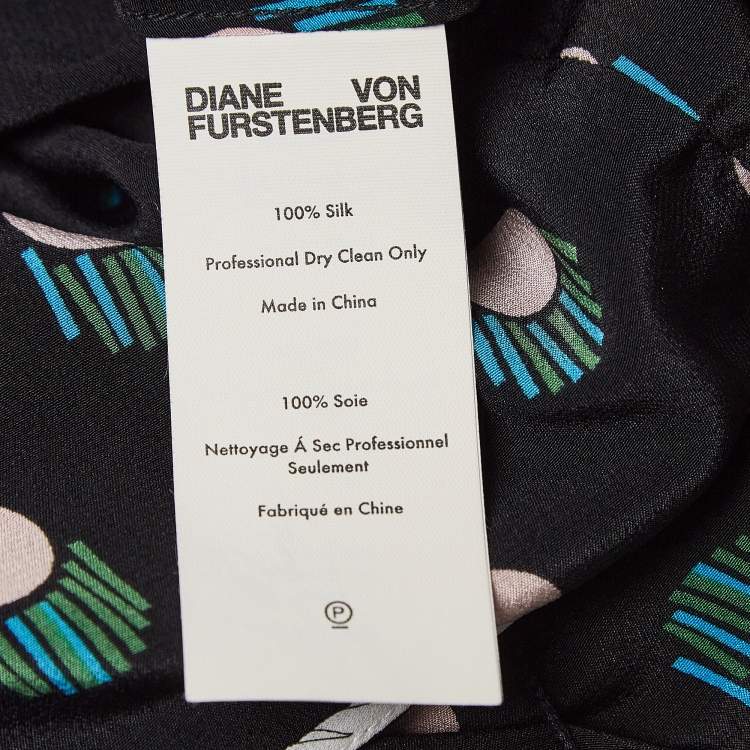 DIANE VON
FURSTENBERG
100% Silk
Professional Dry Clean Only
Made in China
100% Soie
Nettoyage Á Sec Professionnel
Seulement
Fabriqué en Chine
P